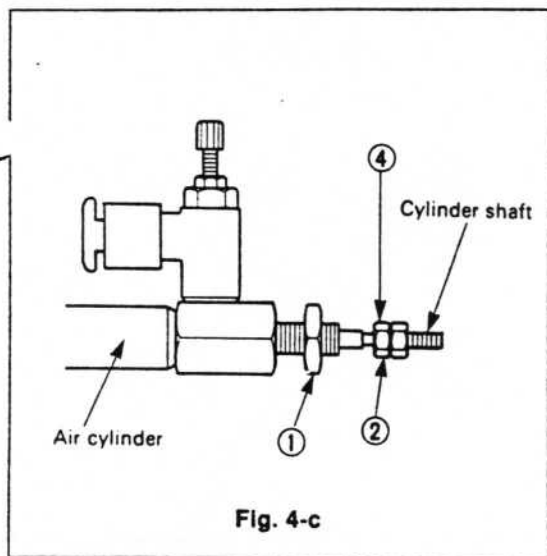 ④
Cylinder shaft
Air cylinder
①
②
Fig. 4-c